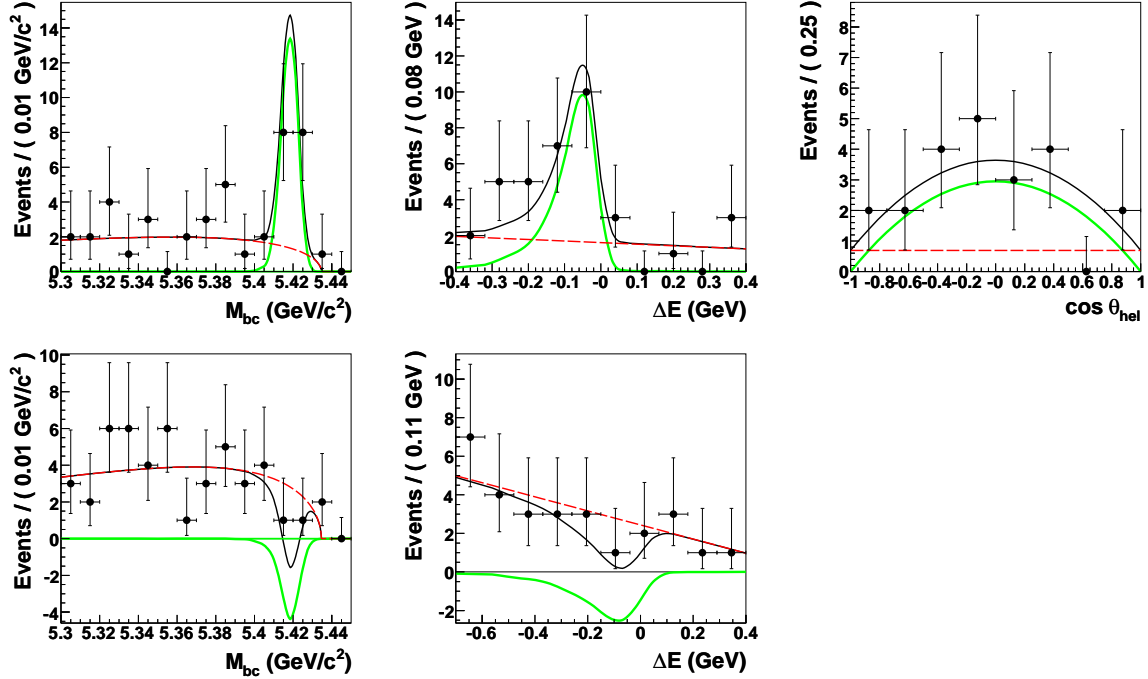 Events / ( 0.01 GeV/c² )
0 2 4 6 8 10 12 14
5.3 5.32 5.34 5.36 5.38 5.4 5.42 5.44
M_bc (GeV/c²)
Events / ( 0.08 GeV )
0 2 4 6 8 10 12 14
-0.4 -0.3 -0.2 -0.1 -0 0.1 0.2 0.3 0.4
ΔE (GeV)
Events / ( 0.25 )
0 1 2 3 4 5 6 7 8
-1 -0.8 -0.6 -0.4 -0.2 -0 0.2 0.4 0.6 0.8 1
cos θ_hel
Events / ( 0.01 GeV/c² )
-4 -2 0 2 4 6 8 10
5.3 5.32 5.34 5.36 5.38 5.4 5.42 5.44
M_bc (GeV/c²)
Events / ( 0.11 GeV )
-2 0 2 4 6 8 10
-0.6 -0.4 -0.2 0 0.2 0.4
ΔE (GeV)